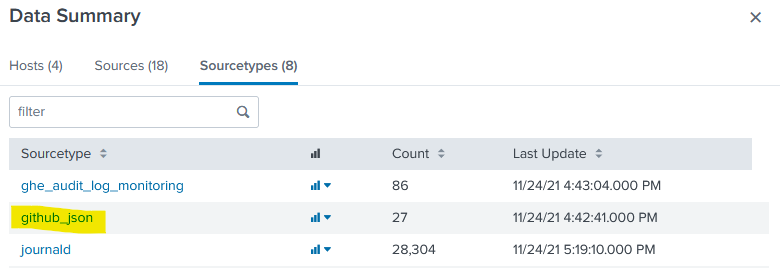 Data Summary
Hosts (4) Sources (18) Sourcetypes (8)
filter
Sourcetype Count Last Update
ghe_audit_log_monitoring 86 11/24/21 4:43:04.000 PM
github_json 27 11/24/21 4:42:41.000 PM
journald 28,304 11/24/21 5:19:10.000 PM